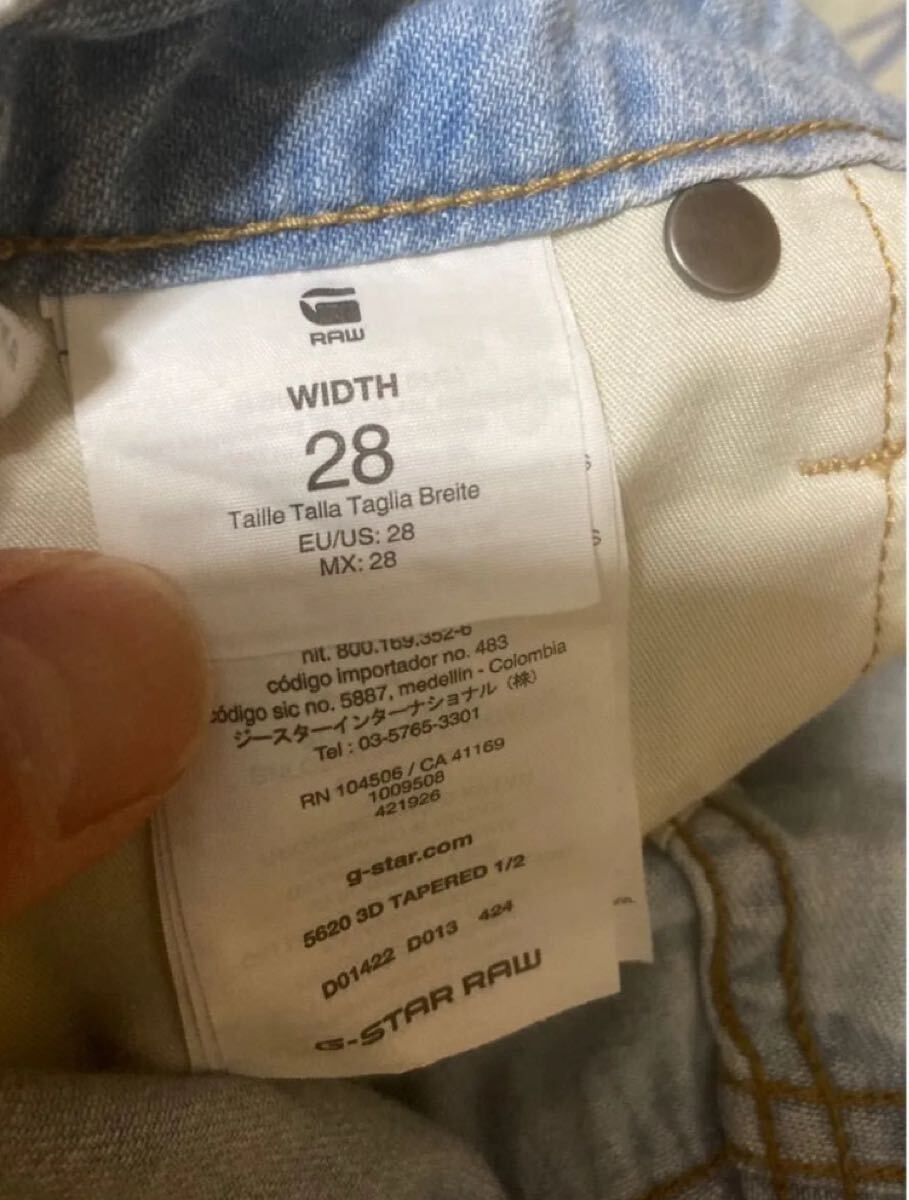 RAW
WIDTH
28
Taille Talla Taglia Breite
EU/US: 28
MX: 28
nit. 800.169.352-6
código importador no. 483
código sic no. 5887, medellin - Colombia
ジースターインターナショナル（株）
Tel : 03-5765-3301
RN 104506 / CA 41169
1009508
421926
g-star.com
5620 3D TAPERED 1/2
D01422 D013 424
G-STAR RAW